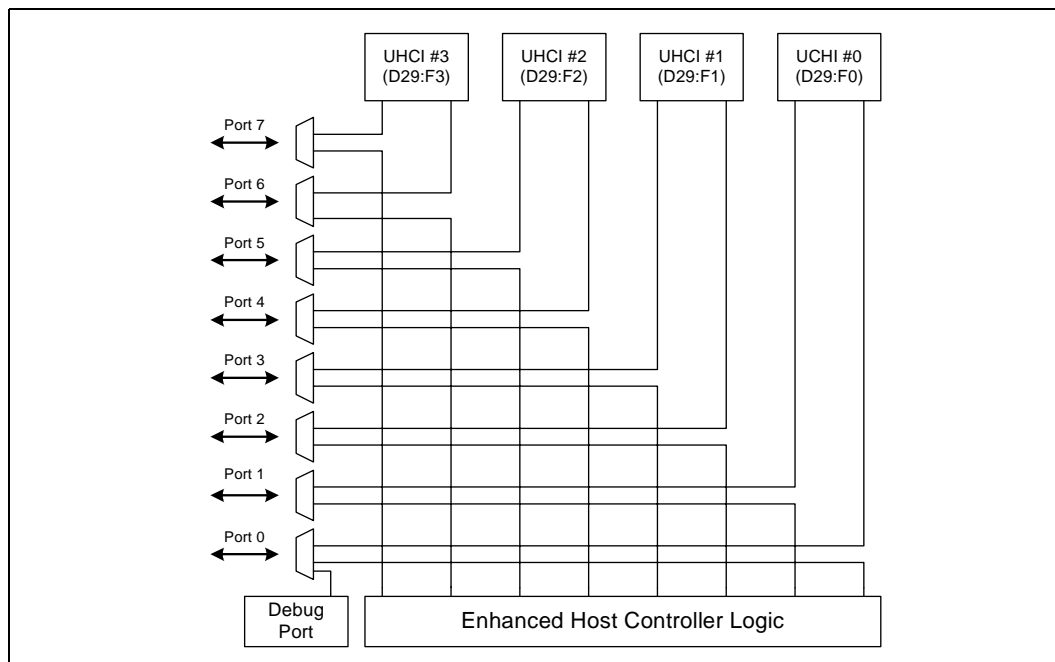 UHCI #3
(D29:F3)
UHCI #2
(D29:F2)
UHCI #1
(D29:F1)
UCHI #0
(D29:F0)
Port 7
Port 6
Port 5
Port 4
Port 3
Port 2
Port 1
Port 0
Debug
Port
Enhanced Host Controller Logic